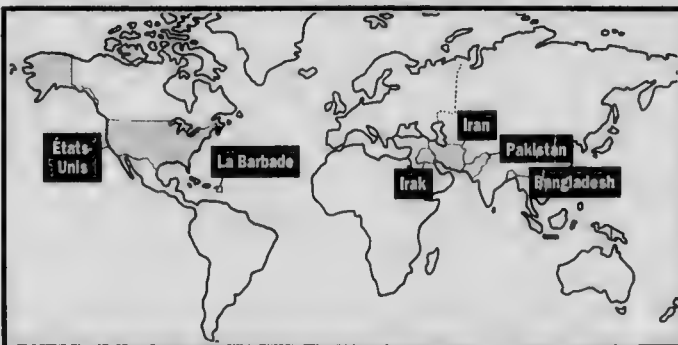 États-
Unis
La Barbade
Iran
Pakistan
Irak
Bangladesh